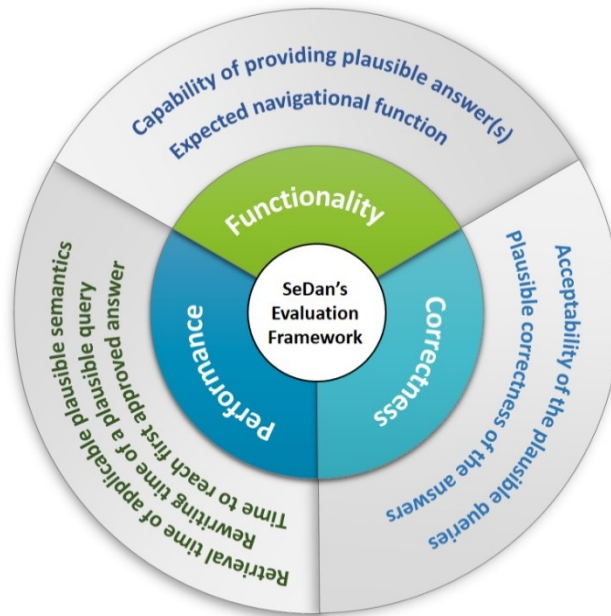 Capability of providing plausible answer(s)
Expected navigational function
Functionality
SeDan's
Evaluation
Framework
Correctness
Acceptability of the plausible queries
Plausible correctness of the answers
Performance
Time to reach first approved answer
Rewriting time of a plausible query
Retrieval time of applicable plausible semantics